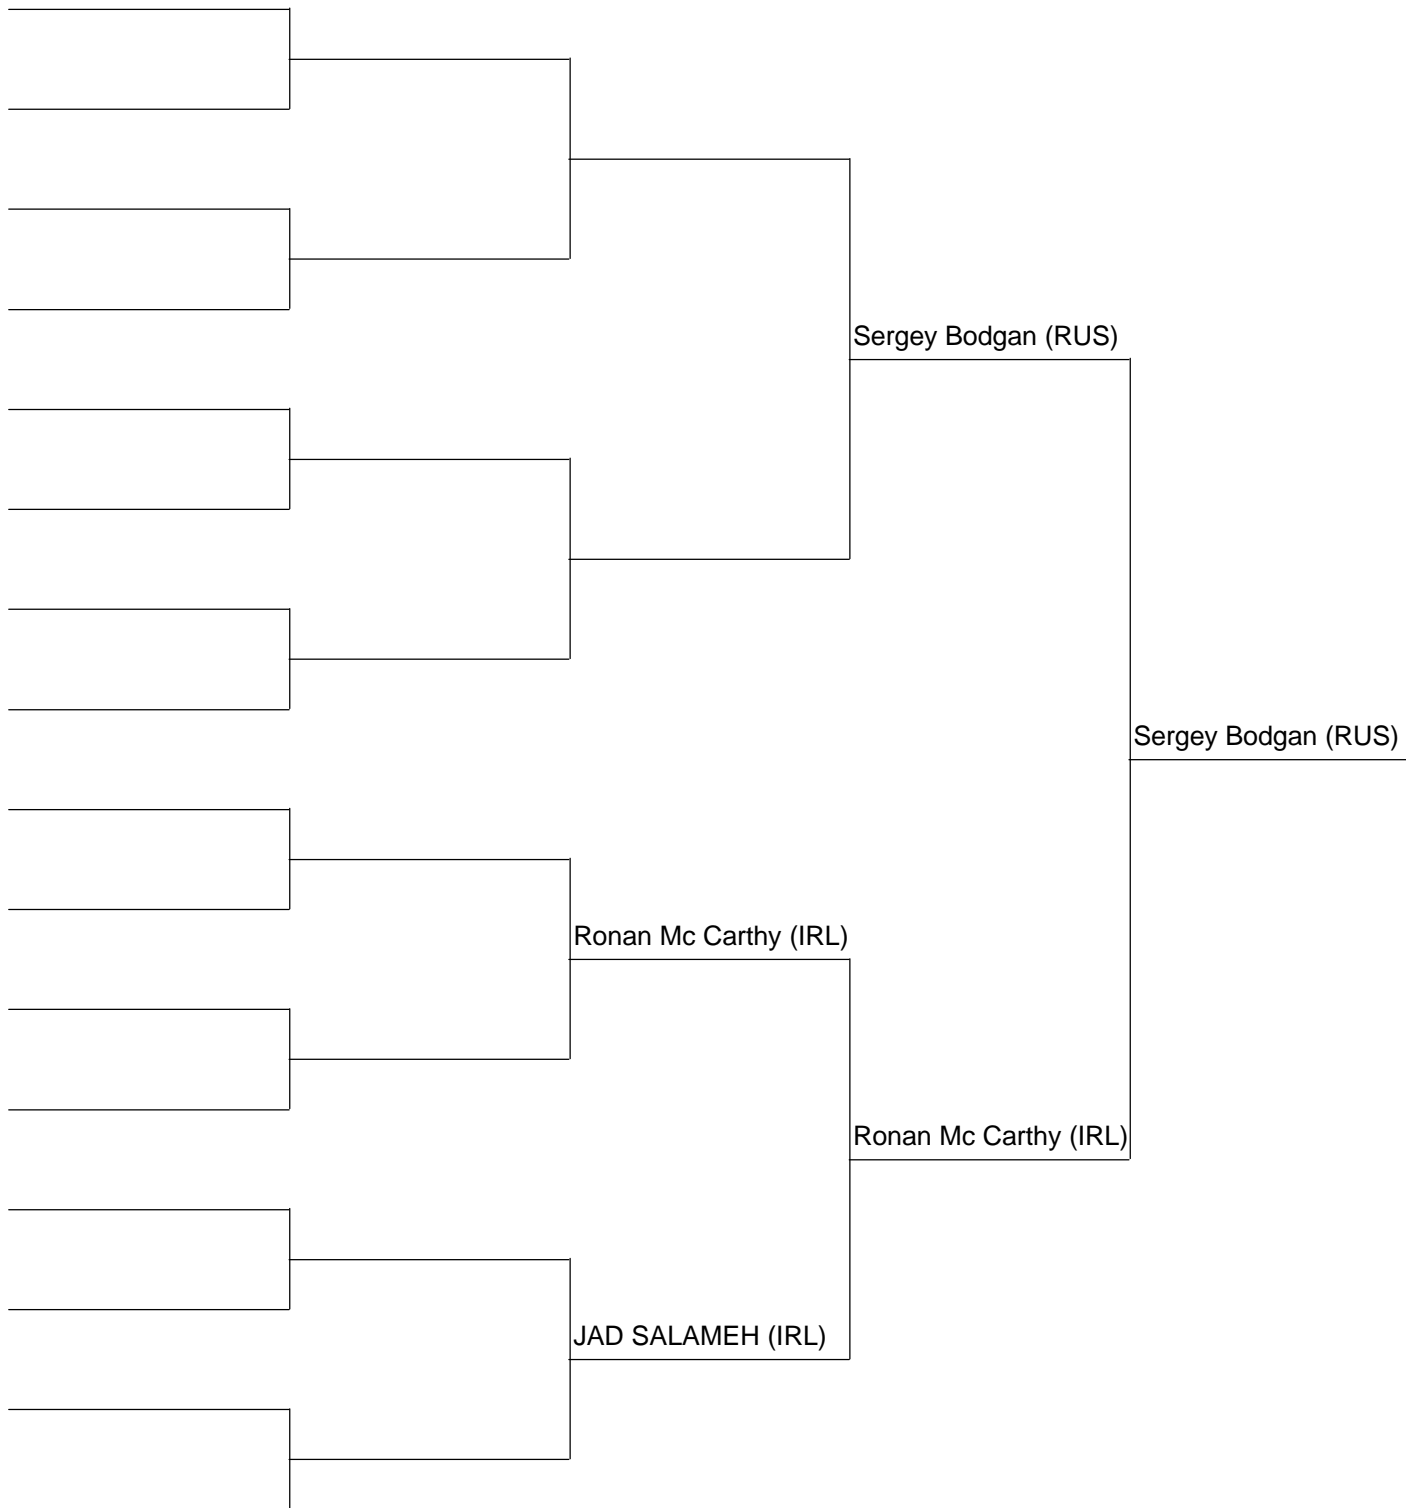 Sergey Bodgan (RUS)
Sergey Bodgan (RUS)
Ronan Mc Carthy (IRL)
Ronan Mc Carthy (IRL)
JAD SALAMEH (IRL)